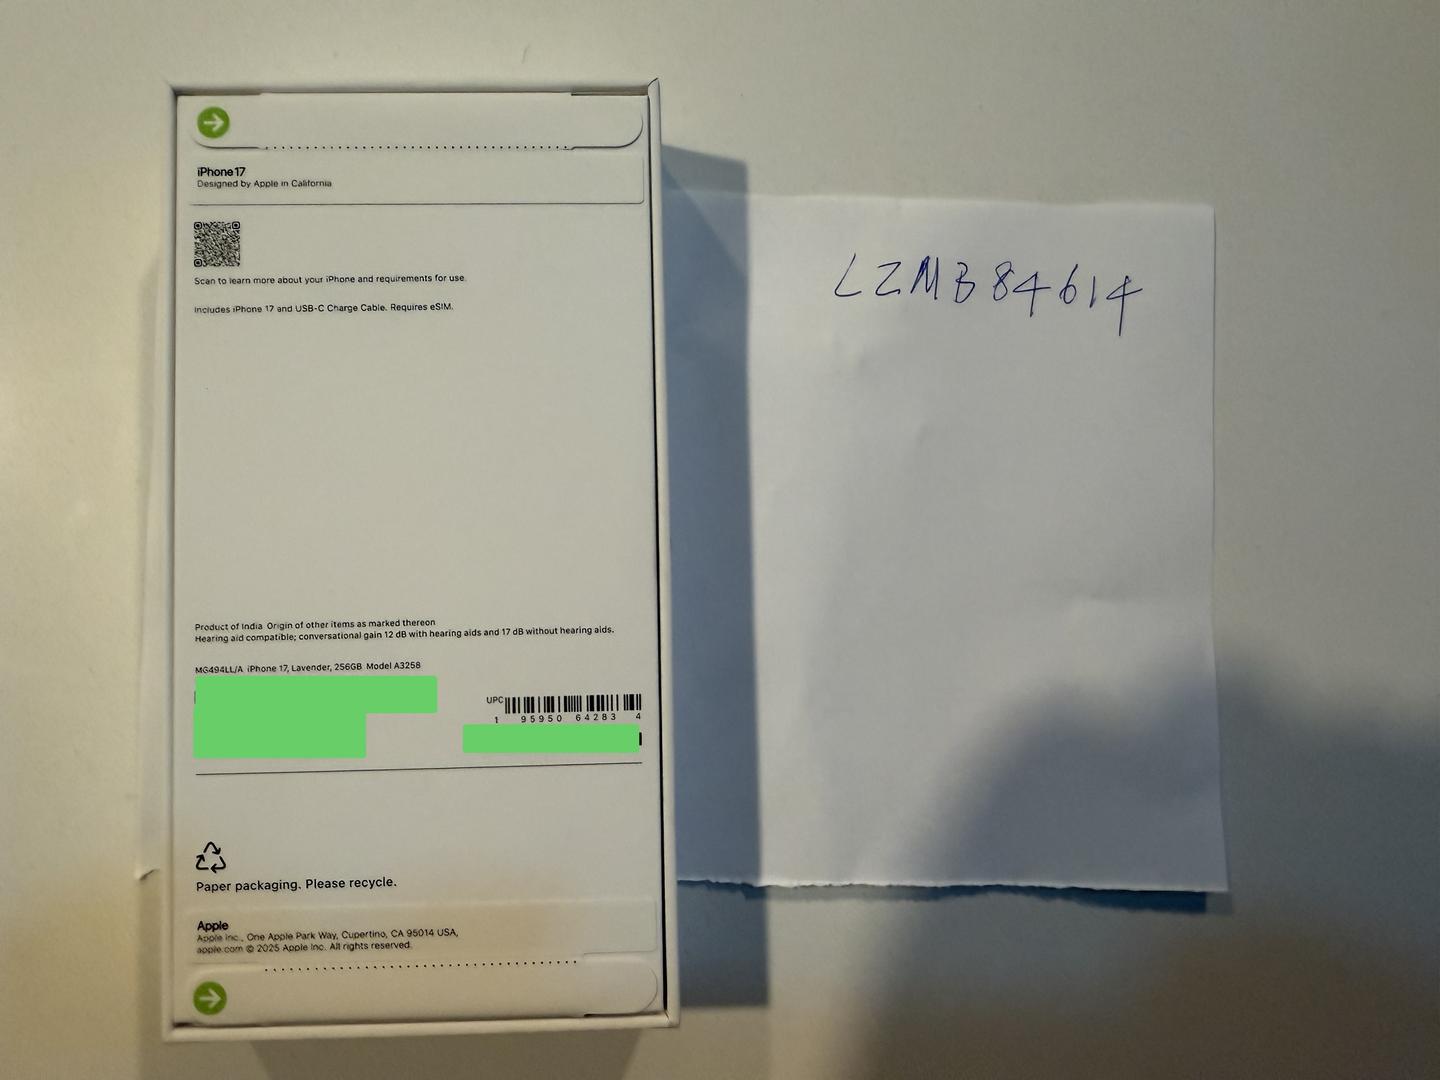 iPhone 17
Designed by Apple in California
Scan to learn more about your iPhone and requirements for use.
Includes iPhone 17 and USB-C Charge Cable. Requires eSIM.
Product of India Origin of other items as marked thereon
Hearing aid compatible; conversational gain 12 dB with hearing aids and 17 dB without hearing aids.
MG494LL/A iPhone 17, Lavender, 256GB Model A3258
UPC
1 95950 64283 4
Paper packaging. Please recycle.
Apple
Apple Inc., One Apple Park Way, Cupertino, CA 95014 USA,
apple.com © 2025 Apple Inc. All rights reserved.
LZMB84614